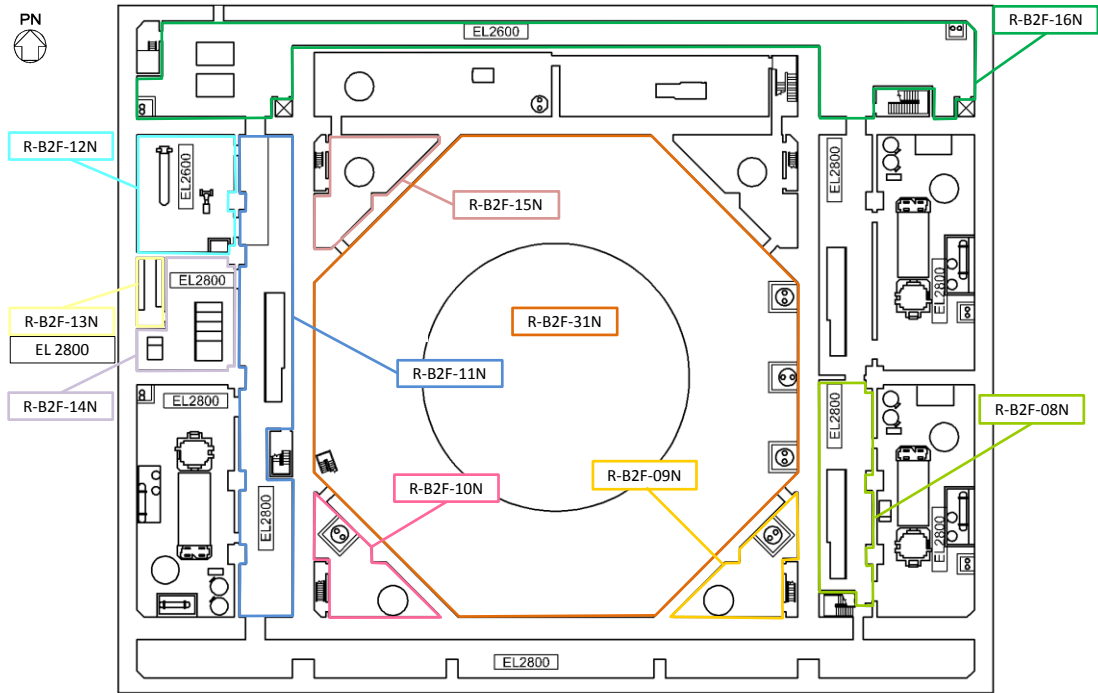 PN
R-B2F-16N
EL2600
R-B2F-12N
EL2600
EL2800
R-B2F-15N
EL2800
R-B2F-13N
R-B2F-31N
EL2800
EL 2800
R-B2F-11N
R-B2F-14N
EL2800
EL2800
R-B2F-08N
R-B2F-10N
R-B2F-09N
EL2800
EL2800
EL2800